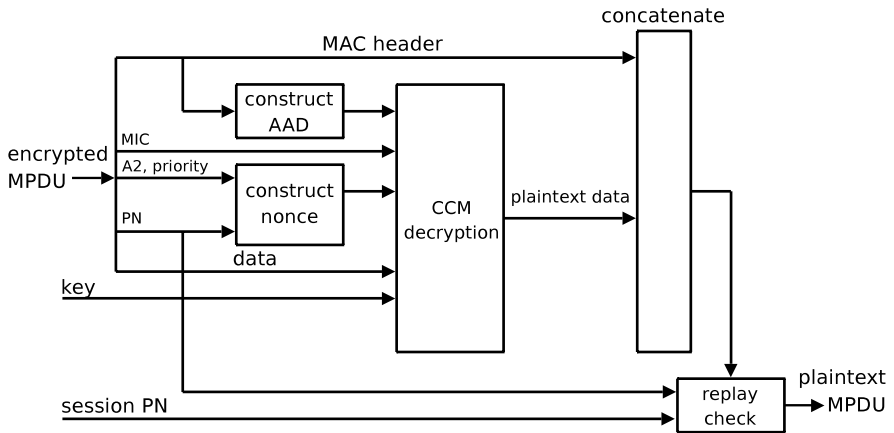 concatenate
MAC header
construct
AAD
MIC
encrypted
MPDU
A2, priority
construct
nonce
CCM
decryption
plaintext data
PN
data
key
session PN
replay
check
plaintext
MPDU